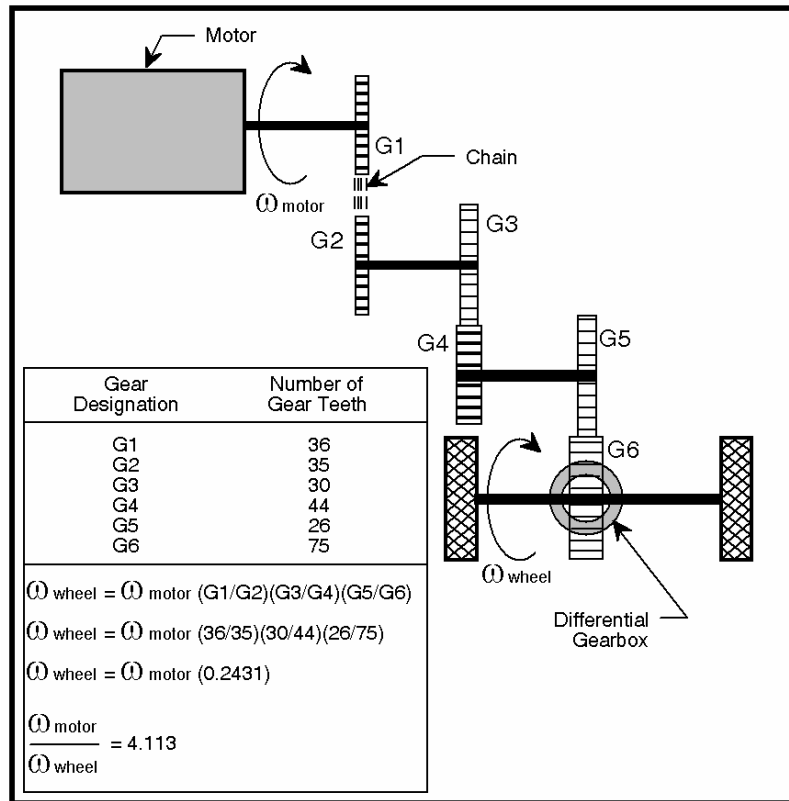 Motor
G1
Chain
ω motor
G2
G3
G4
G5
G6
ω wheel
Differential
Gearbox
Gear Designation Number of Gear Teeth
G1 36
G2 35
G3 30
G4 44
G5 26
G6 75
ω wheel = ω motor (G1/G2)(G3/G4)(G5/G6)
ω wheel = ω motor (36/35)(30/44)(26/75)
ω wheel = ω motor (0.2431)
ω motor
ω wheel
= 4.113